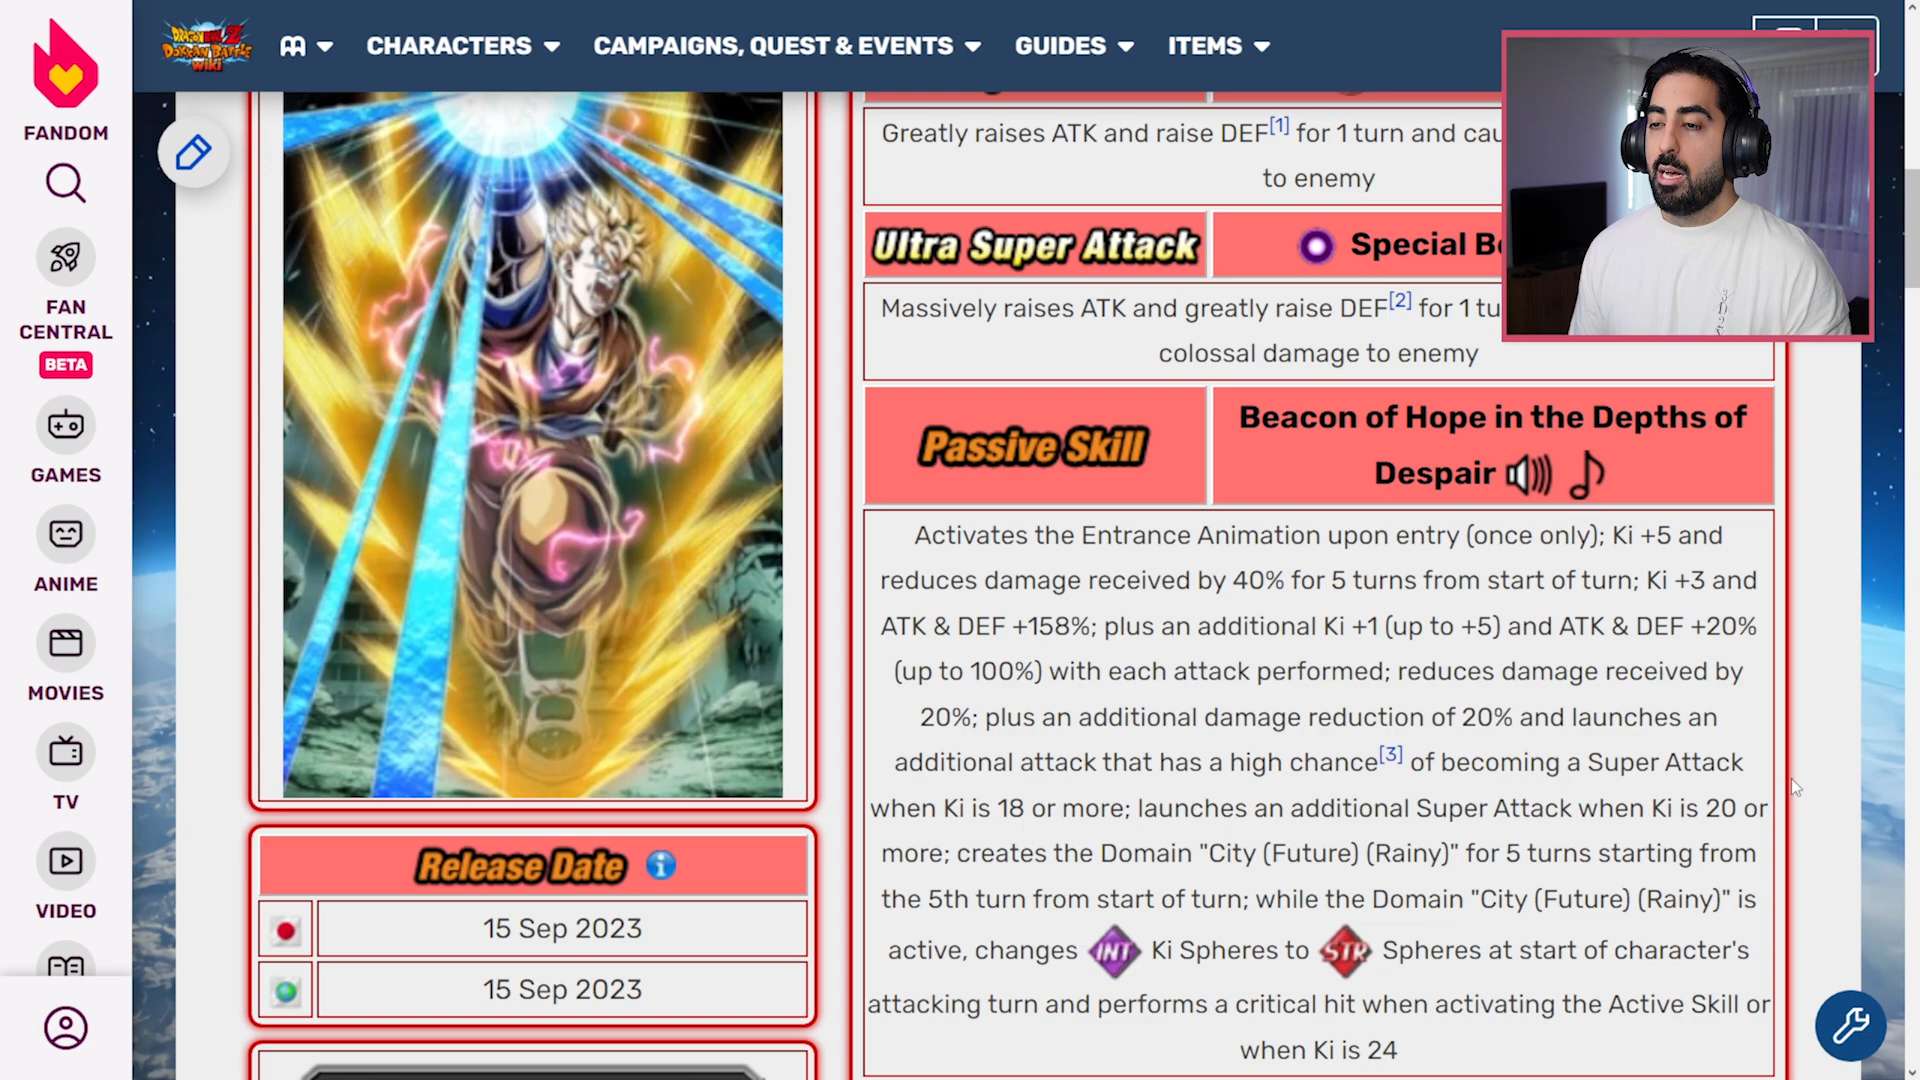 DRAGONBALL Z
DOKKAN BATTLE
wiki
CHARACTERS
CAMPAIGNS, QUEST & EVENTS
GUIDES
ITEMS
FANDOM
FAN
CENTRAL
BETA
GAMES
ANIME
MOVIES
TV
VIDEO
Greatly raises ATK and raise DEF[1] for 1 turn and
to enemy
Ultra Super Attack
Special
Massively raises ATK and greatly raise DEF[2] for 1
colossal damage to enemy
Passive Skill
Beacon of Hope in the Depths of
Despair
Activates the Entrance Animation upon entry (once only); Ki +5 and
reduces damage received by 40% for 5 turns from start of turn; Ki +3 and
ATK & DEF +158%; plus an additional Ki +1 (up to +5) and ATK & DEF +20%
(up to 100%) with each attack performed; reduces damage received by
20%; plus an additional damage reduction of 20% and launches an
additional attack that has a high chance[3] of becoming a Super Attack
when Ki is 18 or more; launches an additional Super Attack when Ki is 20 or
more; creates the Domain "City (Future) (Rainy)" for 5 turns starting from
the 5th turn from start of turn; while the Domain "City (Future) (Rainy)" is
active, changes INT Ki Spheres to STR Spheres at start of character's
attacking turn and performs a critical hit when activating the Active Skill or
when Ki is 24
Release Date
15 Sep 2023
15 Sep 2023